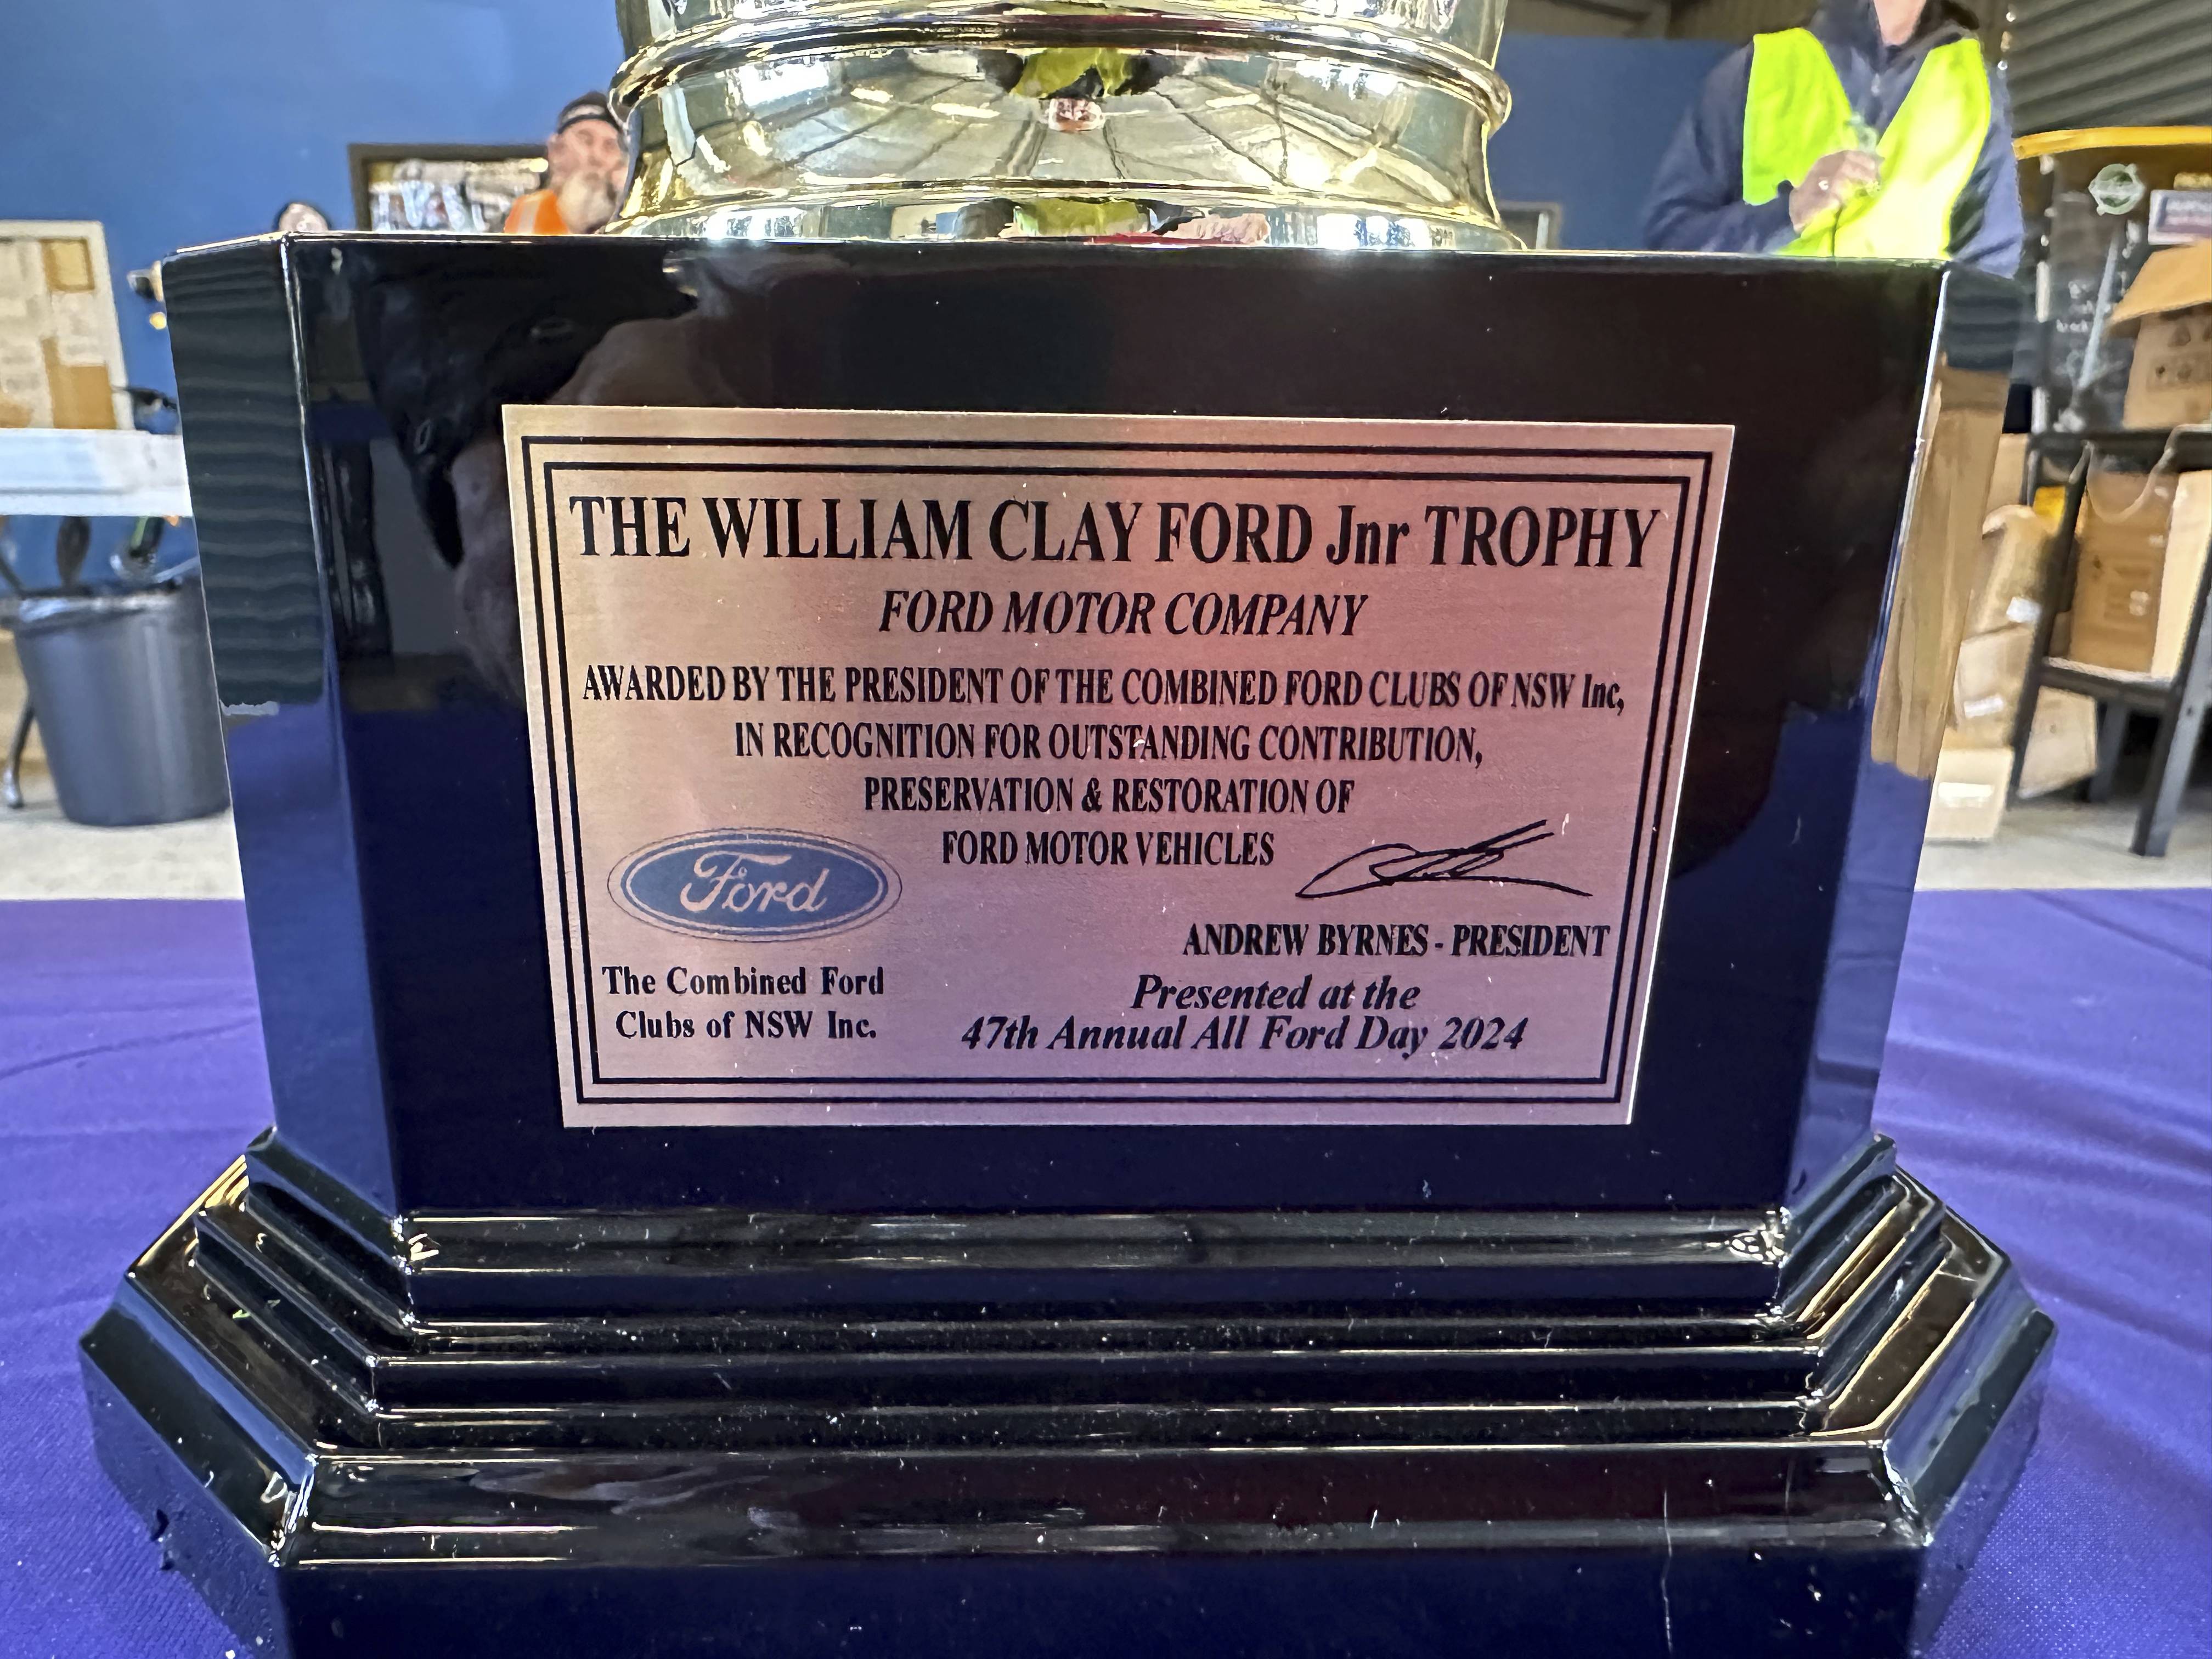 THE WILLIAM CLAY FORD Jnr TROPHY
FORD MOTOR COMPANY
AWARDED BY THE PRESIDENT OF THE COMBINED FORD CLUBS OF NSW Inc,
IN RECOGNITION FOR OUTSTANDING CONTRIBUTION,
PRESERVATION & RESTORATION OF
FORD MOTOR VEHICLES
Ford
ANDREW BYRNES - PRESIDENT
The Combined Ford
Clubs of NSW Inc.
Presented at the
47th Annual All Ford Day 2024